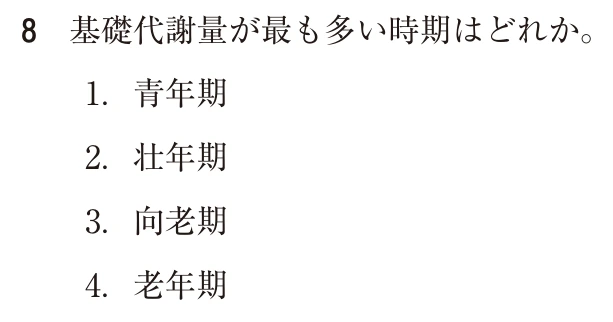 8 基礎代謝量が最も多い時期はどれか。
1. 青年期
2. 壮年期
3. 向老期
4. 老年期